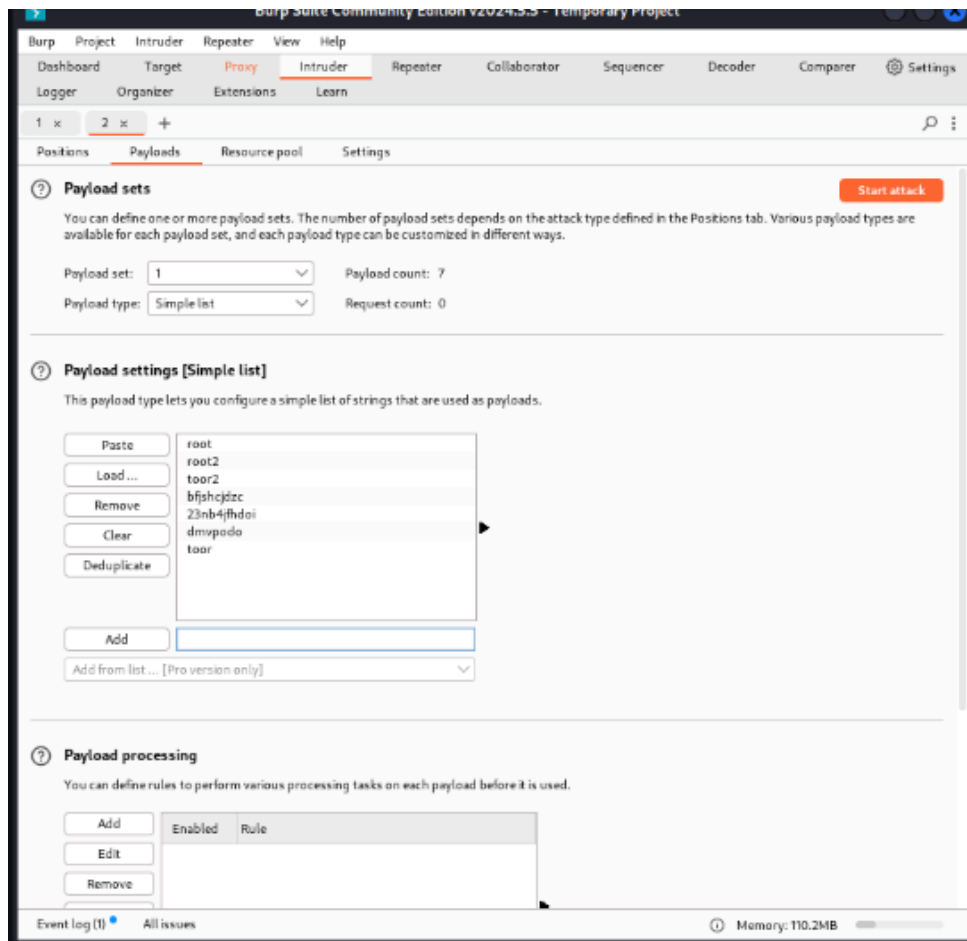 Burp Suite Community Edition v2024.3.3 - Temporary Project
Burp Project Intruder Repeater View Help
Dashboard Target Proxy Intruder Repeater Collaborator Sequencer Decoder Comparer Settings
Logger Organizer Extensions Learn
1 × 2 × +
Positions Payloads Resource pool Settings
? Payload sets
Start attack
You can define one or more payload sets. The number of payload sets depends on the attack type defined in the Positions tab. Various payload types are
available for each payload set, and each payload type can be customized in different ways.
Payload set: 1 Payload count: 7
Payload type: Simple list Request count: 0
? Payload settings [Simple list]
This payload type lets you configure a simple list of strings that are used as payloads.
Paste
Load ...
Remove
Clear
Deduplicate
root
root2
toor2
bfjshcjdzc
23nb4jfhdoi
dmvpodo
toor
Add
Add from list ... [Pro version only]
? Payload processing
You can define rules to perform various processing tasks on each payload before it is used.
Add
Edit
Remove
Enabled Rule
Event log (1) All issues Memory: 110.2MB